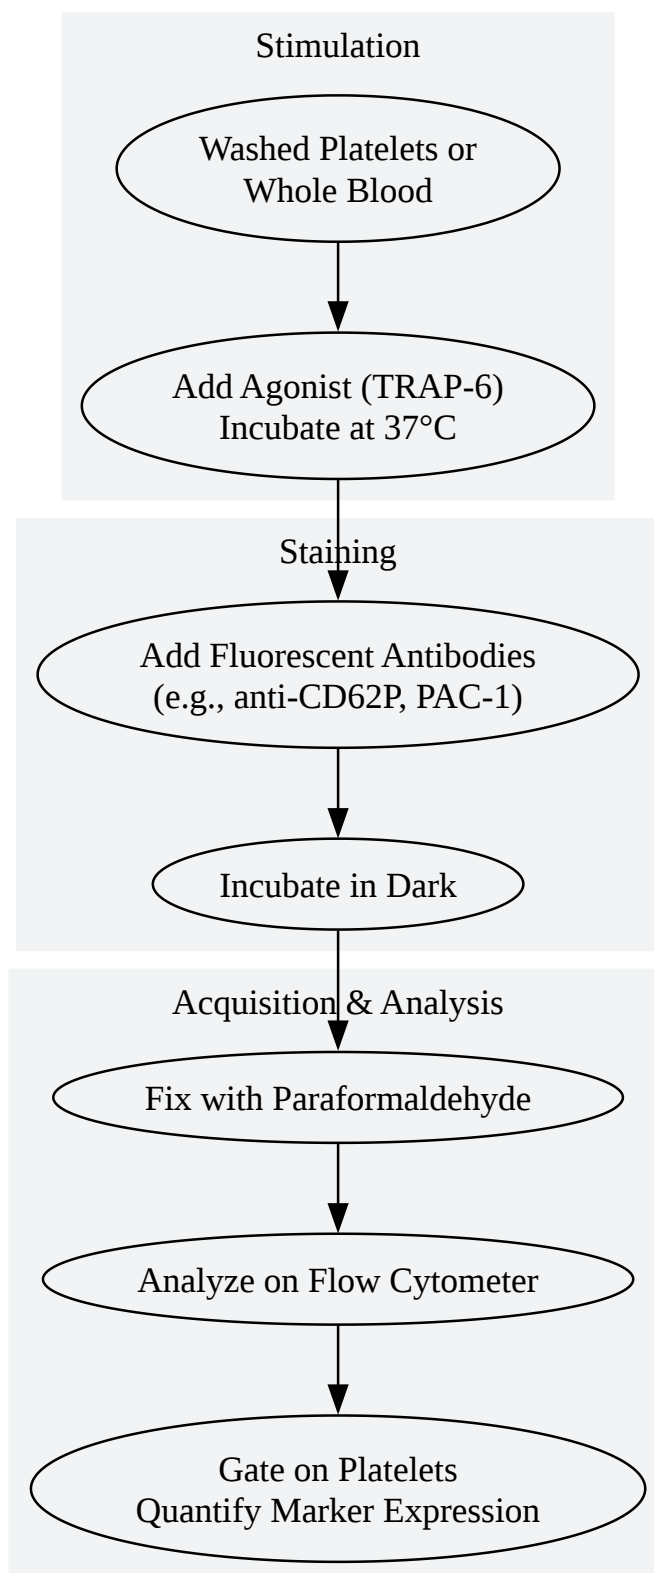 Stimulation
Washed Platelets or
Whole Blood
Add Agonist (TRAP-6)
Incubate at 37°C
Staining
Add Fluorescent Antibodies
(e.g., anti-CD62P, PAC-1)
Incubate in Dark
Acquisition & Analysis
Fix with Paraformaldehyde
Analyze on Flow Cytometer
Gate on Platelets
Quantify Marker Expression